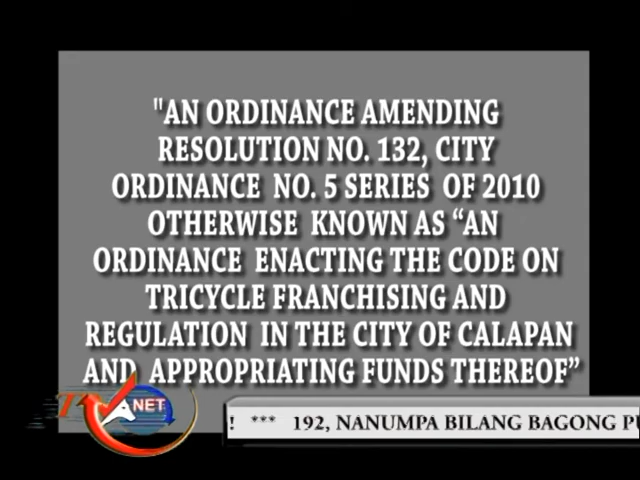 "AN ORDINANCE AMENDING
RESOLUTION NO. 132, CITY
ORDINANCE NO. 5 SERIES OF 2010
OTHERWISE KNOWN AS “AN
ORDINANCE ENACTING THE CODE ON
TRICYCLE FRANCHISING AND
REGULATION IN THE CITY OF CALAPAN
AND APPROPRIATING FUNDS THEREOF”
NET
! *** 192, NANUMPA BILANG BAGONG